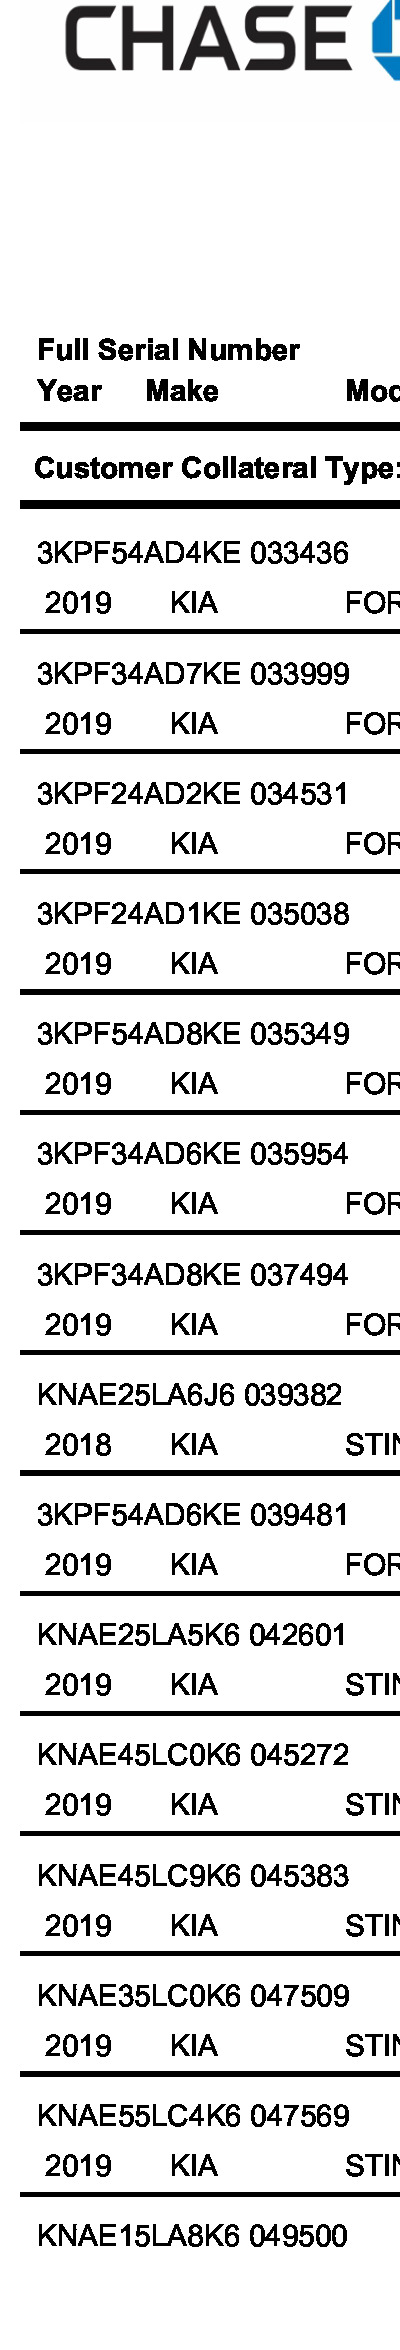 CHASE
Full Serial Number
Year Make Mod
Customer Collateral Type:
3KPF54AD4KE 033436
2019 KIA FOR
3KPF34AD7KE 033999
2019 KIA FOR
3KPF24AD2KE 034531
2019 KIA FOR
3KPF24AD1KE 035038
2019 KIA FOR
3KPF54AD8KE 035349
2019 KIA FOR
3KPF34AD6KE 035954
2019 KIA FOR
3KPF34AD8KE 037494
2019 KIA FOR
KNAE25LA6J6 039382
2018 KIA STIN
3KPF54AD6KE 039481
2019 KIA FOR
KNAE25LA5K6 042601
2019 KIA STIN
KNAE45LC0K6 045272
2019 KIA STIN
KNAE45LC9K6 045383
2019 KIA STIN
KNAE35LC0K6 047509
2019 KIA STIN
KNAE55LC4K6 047569
2019 KIA STIN
KNAE15LA8K6 049500